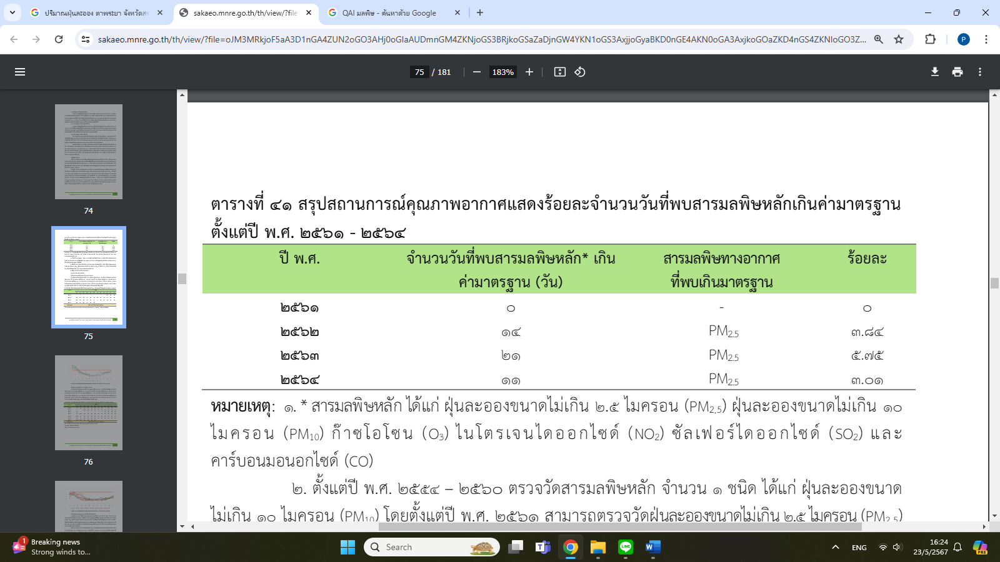 ปริมาณฝุ่นละออง ตาพระยา จังหวัดสร
sakaeo.mnre.go.th/th/view/?file
QAI มลพิษ - ค้นหาด้วย Google
sakaeo.mnre.go.th/th/view/?file=oJM3MRkjoF5aA3D1nGA4ZUN2oGO3AHj0oGIaAUDmnGM4ZKNjoGS3BRjkoGSaZaDjnGW4YKN1oGS3AxjjoGyaBKD0nGE4AKN0oGA3AxjkoGOaZKD4nGS4ZKNloGO3Z...
P
75 / 181
183%
74
75
76
ตารางที่ ๔๑ สรุปสถานการณ์คุณภาพอากาศแสดงร้อยละจำนวนวันที่พบสารมลพิษหลักเกินค่ามาตรฐาน
ตั้งแต่ปี พ.ศ. ๒๕๖๑ - ๒๕๖๔
ปี พ.ศ. จำนวนวันที่พบสารมลพิษหลัก* เกิน สารมลพิษทางอากาศ ร้อยละ
ค่ามาตรฐาน (วัน) ที่พบเกินมาตรฐาน
๒๕๖๑ ๐ - ๐
๒๕๖๒ ๑๔ PM2.5 ๓.๘๔
๒๕๖๓ ๒๑ PM2.5 ๕.๗๕
๒๕๖๔ ๑๑ PM2.5 ๓.๐๑
หมายเหตุ: ๑. * สารมลพิษหลัก ได้แก่ ฝุ่นละอองขนาดไม่เกิน ๒.๕ ไมครอน (PM2.5) ฝุ่นละอองขนาดไม่เกิน ๑๐
ไมครอน (PM10) ก๊าซโอโซน (O3) ไนโตรเจนไดออกไซด์ (NO2) ซัลเฟอร์ไดออกไซด์ (SO2) และ
คาร์บอนมอนอกไซด์ (CO)
๒. ตั้งแต่ปี พ.ศ. ๒๕๕๔ – ๒๕๖๐ ตรวจวัดสารมลพิษหลัก จำนวน ๑ ชนิด ได้แก่ ฝุ่นละอองขนาด
ไม่เกิน ๑๐ ไมครอน (PM10) โดยตั้งแต่ปี พ.ศ. ๒๕๖๑ สามารถตรวจวัดฝุ่นละอองขนาดไม่เกิน ๒.๕ ไมครอน (PM2.5)
1
Breaking news
Strong winds to...
Search
ENG
16:24
23/5/2567
PRE